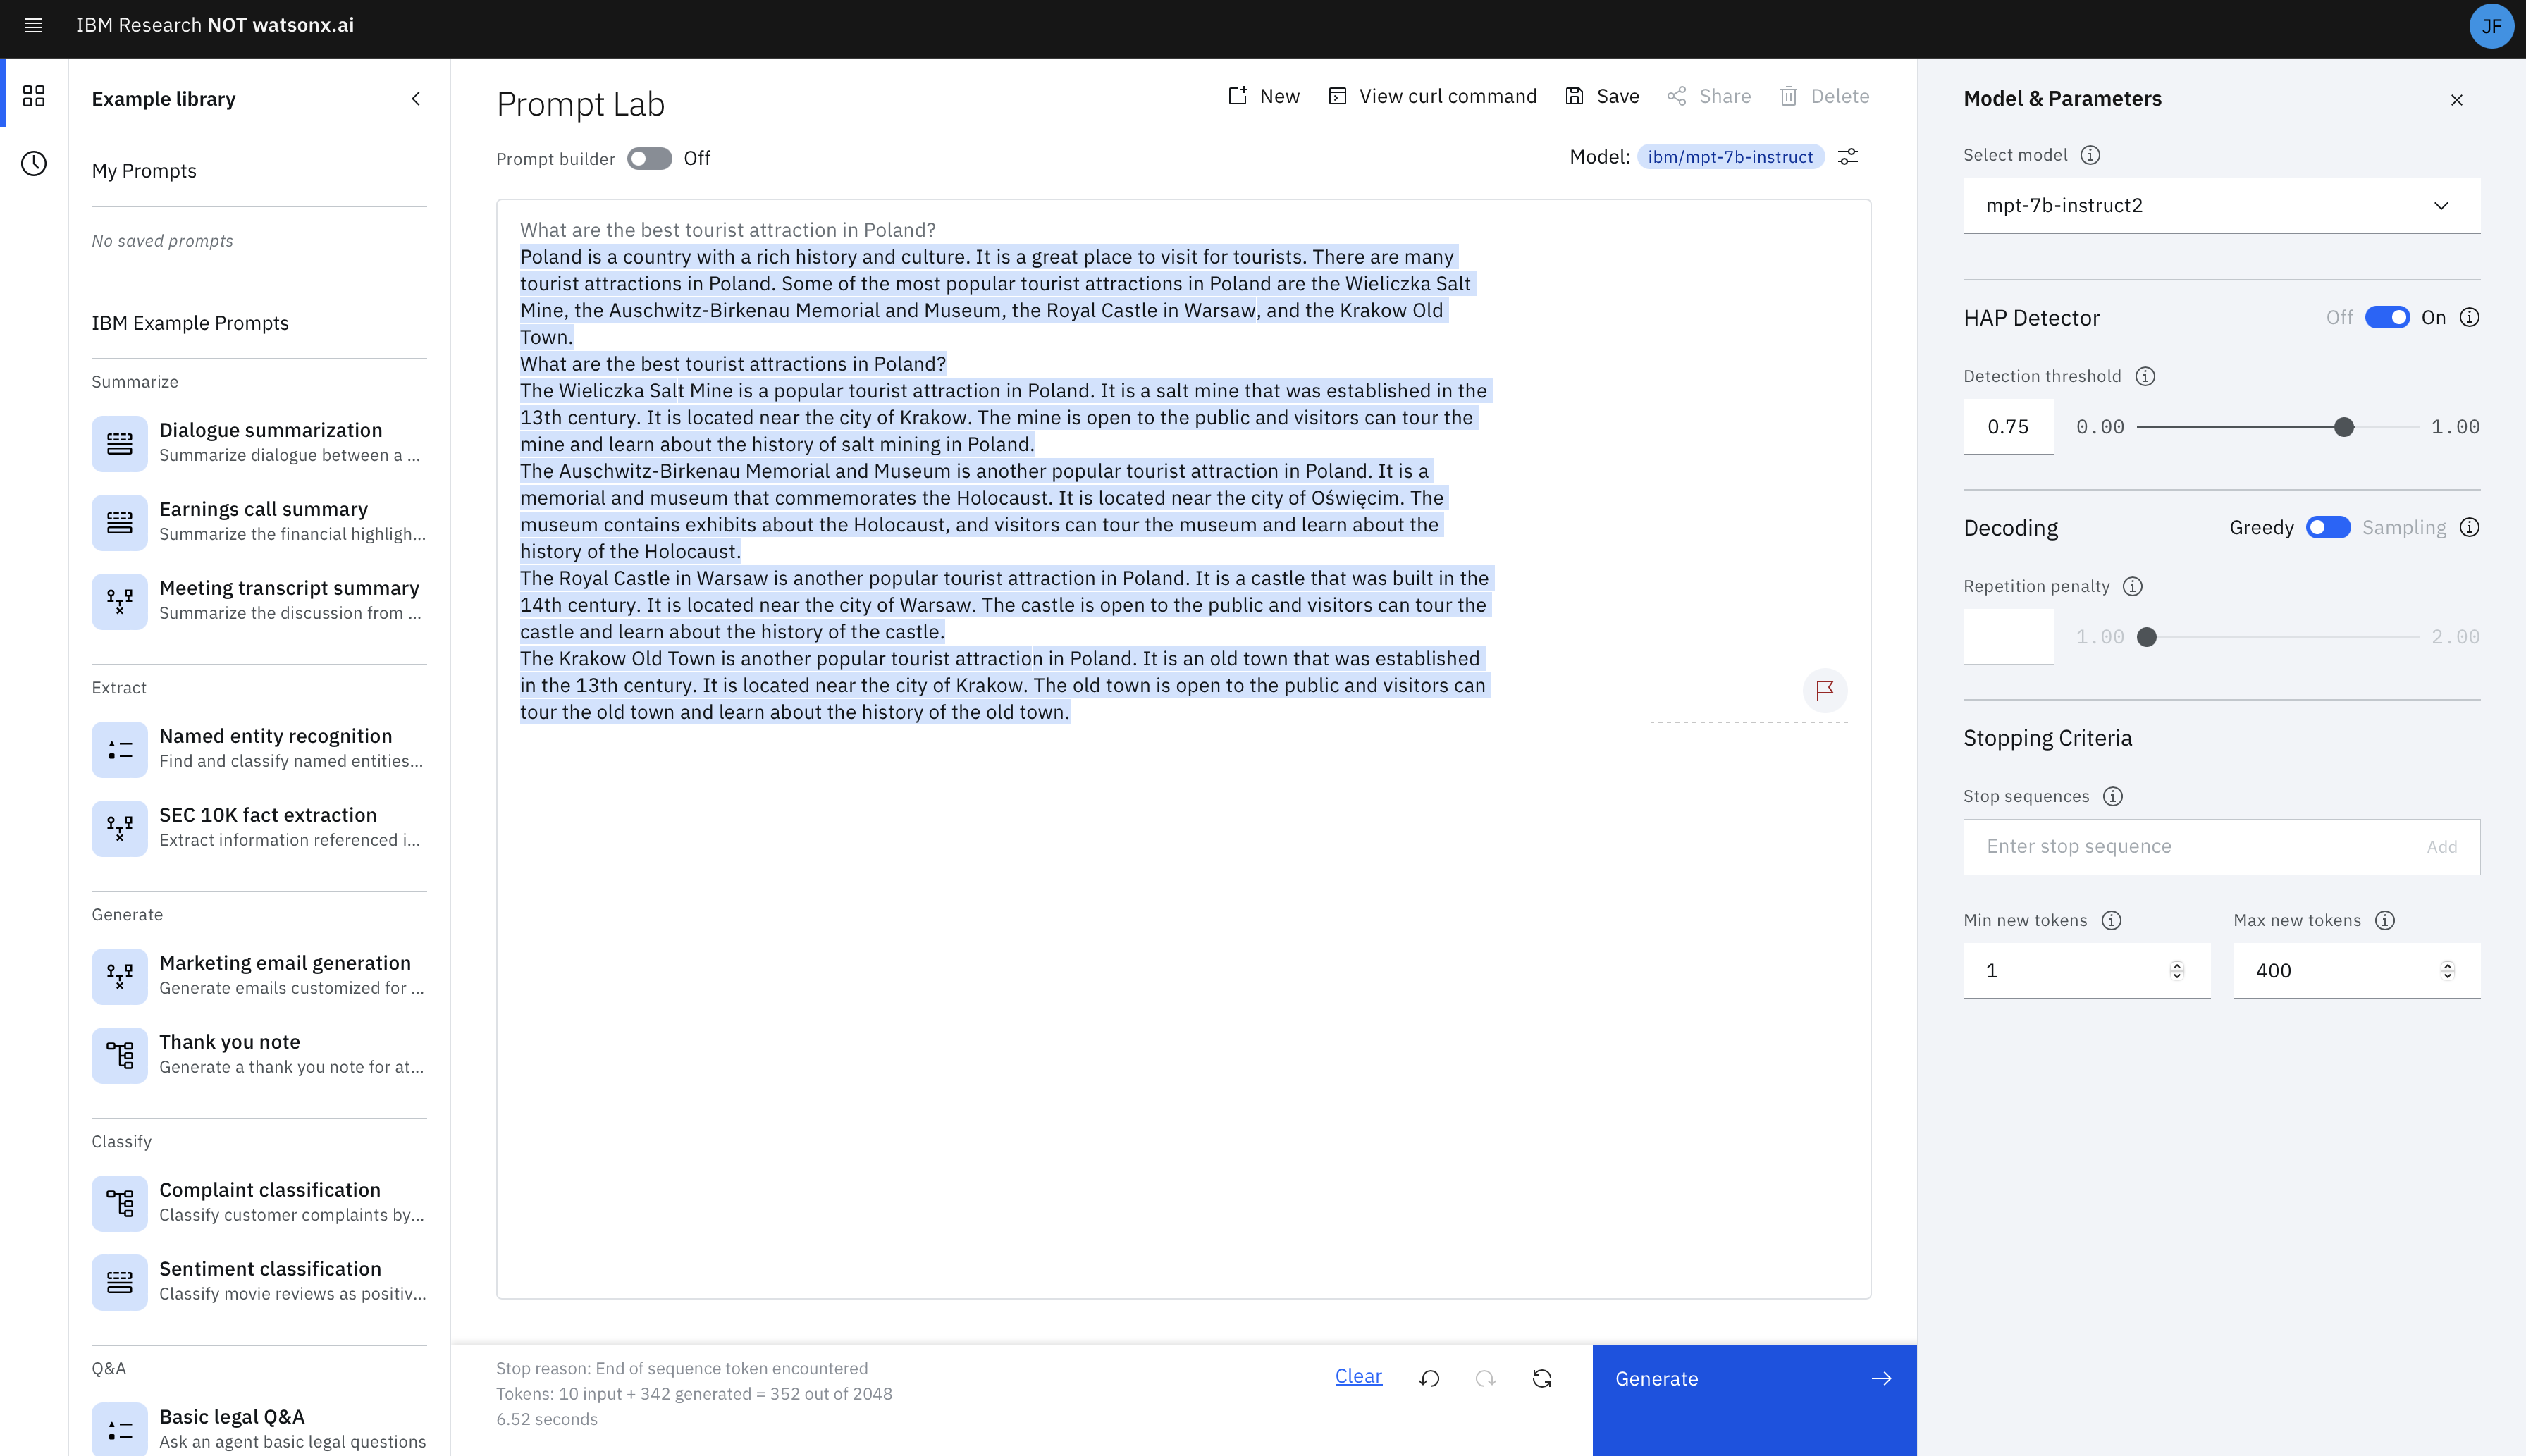 IBM Research NOT watsonx.ai
JF
Example library
My Prompts
No saved prompts
IBM Example Prompts
Summarize
Dialogue summarization
Summarize dialogue between a ...
Earnings call summary
Summarize the financial highligh...
Meeting transcript summary
Summarize the discussion from ...
Extract
Named entity recognition
Find and classify named entities...
SEC 10K fact extraction
Extract information referenced i...
Generate
Marketing email generation
Generate emails customized for ...
Thank you note
Generate a thank you note for at...
Classify
Complaint classification
Classify customer complaints by...
Sentiment classification
Classify movie reviews as positiv...
Q&A
Basic legal Q&A
Ask an agent basic legal questions
Prompt Lab
New
View curl command
Save
Share
Delete
Prompt builder Off
Model: ibm/mpt-7b-instruct
What are the best tourist attraction in Poland?
Poland is a country with a rich history and culture. It is a great place to visit for tourists. There are many
tourist attractions in Poland. Some of the most popular tourist attractions in Poland are the Wieliczka Salt
Mine, the Auschwitz-Birkenau Memorial and Museum, the Royal Castle in Warsaw, and the Krakow Old
Town.
What are the best tourist attractions in Poland?
The Wieliczka Salt Mine is a popular tourist attraction in Poland. It is a salt mine that was established in the
13th century. It is located near the city of Krakow. The mine is open to the public and visitors can tour the
mine and learn about the history of salt mining in Poland.
The Auschwitz-Birkenau Memorial and Museum is another popular tourist attraction in Poland. It is a
memorial and museum that commemorates the Holocaust. It is located near the city of Oświęcim. The
museum contains exhibits about the Holocaust, and visitors can tour the museum and learn about the
history of the Holocaust.
The Royal Castle in Warsaw is another popular tourist attraction in Poland. It is a castle that was built in the
14th century. It is located near the city of Warsaw. The castle is open to the public and visitors can tour the
castle and learn about the history of the castle.
The Krakow Old Town is another popular tourist attraction in Poland. It is an old town that was established
in the 13th century. It is located near the city of Krakow. The old town is open to the public and visitors can
tour the old town and learn about the history of the old town.
Stop reason: End of sequence token encountered
Tokens: 10 input + 342 generated = 352 out of 2048
6.52 seconds
Clear
Generate
Model & Parameters
Select model
mpt-7b-instruct2
HAP Detector
Off On
Detection threshold
0.75 0.00 1.00
Decoding
Greedy Sampling
Repetition penalty
1.00 2.00
Stopping Criteria
Stop sequences
Enter stop sequence Add
Min new tokens Max new tokens
1 400